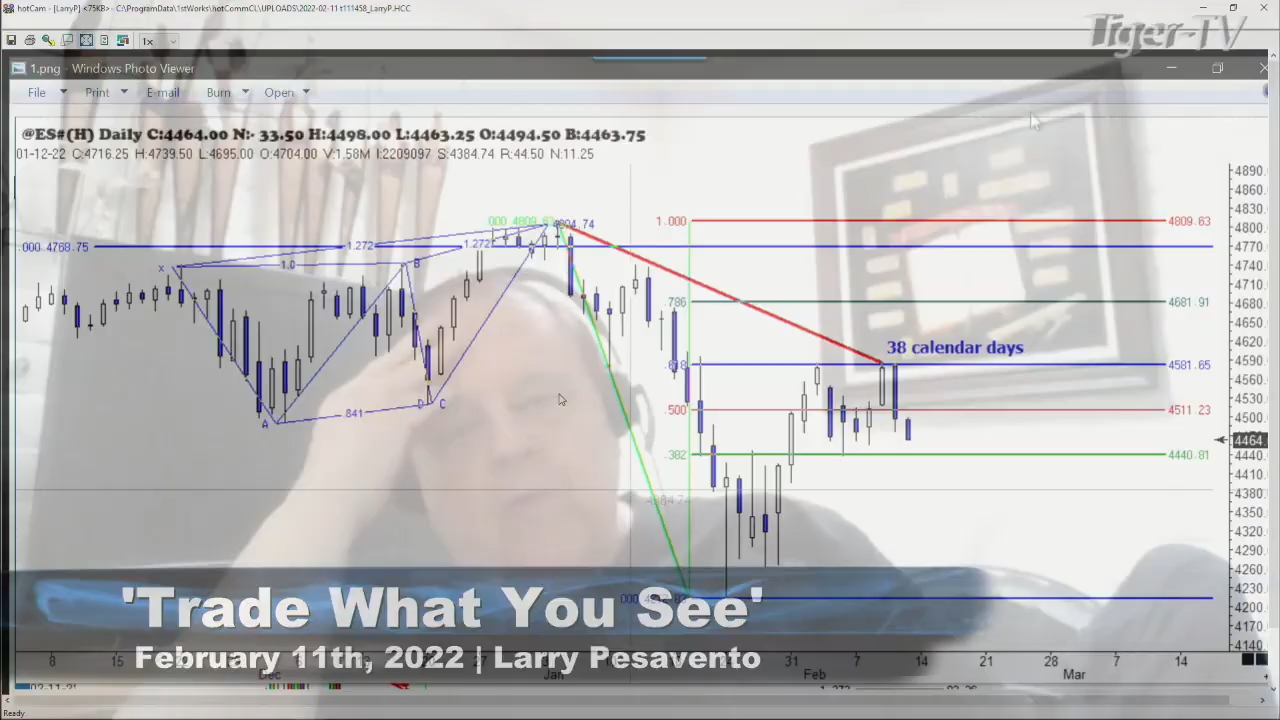 hotCam - [LarryP] <75KB>- C:\ProgramData\1stWorks\hotCommCL\UPLOADS\2022-02-11 t111458_LarryP.HCC
1x
Tiger-TV
1.png - Windows Photo Viewer
File Print E-mail Burn Open
@ES#(H) Daily C:4464.00 N:- 33.50 H:4498.00 L:4463.25 O:4494.50 B:4463.75
01-12-22 C:4716.25 H:4739.50 L:4695.00 O:4704.00 V:1.58M I:2209097 S:4384.74 R:44.50 N:11.25
4890.
4860.
4830.
4800.
4770.
4740.
4710.
4680.
4650.
4620.
4590.
4560.
4530.
4500.
4464.
4440.
4410.
4380.
4350.
4320.
4290.
4260.
4230.
4200.
4170.
4140.
1.000 4809.63
000 4768.75
1.272
1.272
x
1.0
B
.786 4681.91
38 calendar days
.618 4581.65
.500 4511.23
D C
.841
A
.382 4440.81
'Trade What You See'
February 11th, 2022 | Larry Pesavento
8 15 27 31 7 14 21 28 7 14
Dec Jan Feb Mar
Ready